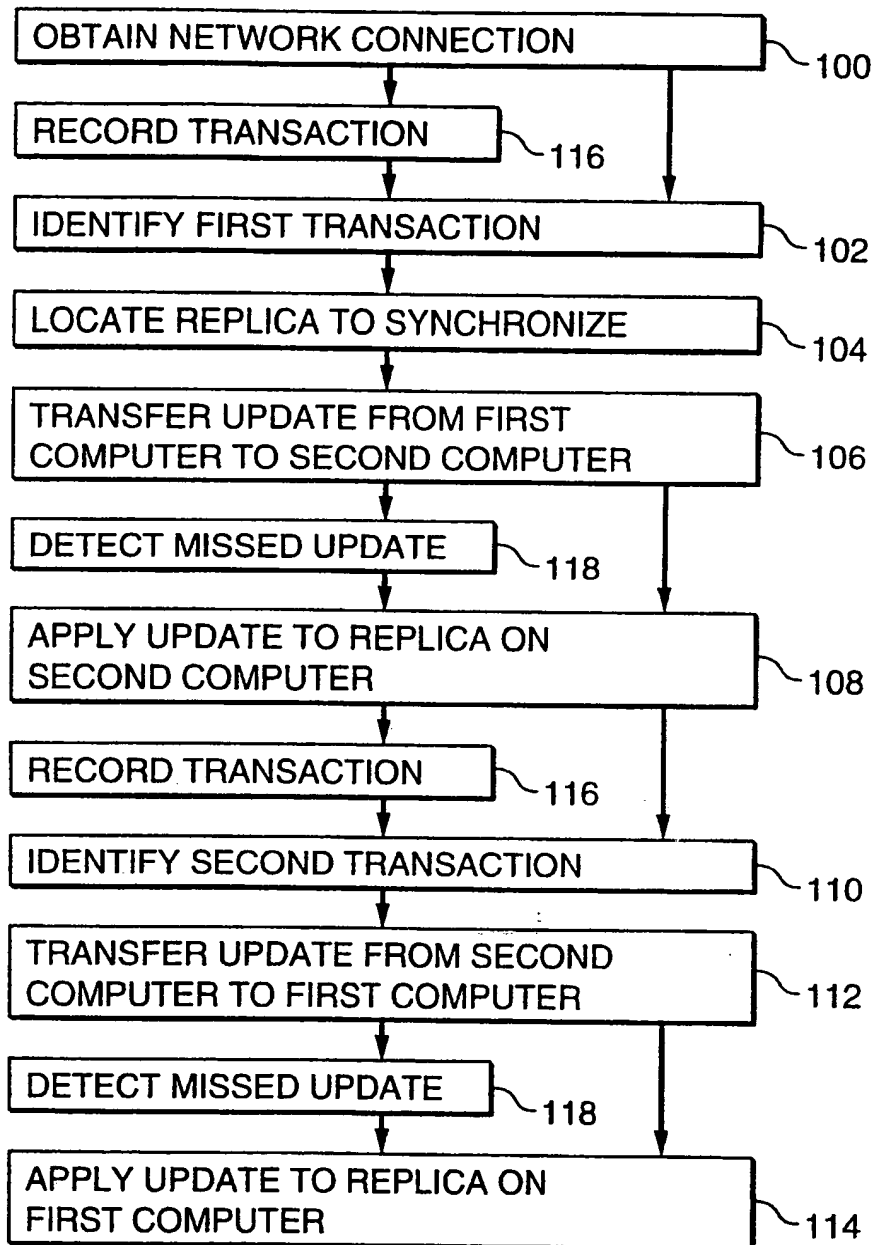 OBTAIN NETWORK CONNECTION
100
RECORD TRANSACTION
116
IDENTIFY FIRST TRANSACTION
102
LOCATE REPLICA TO SYNCHRONIZE
104
TRANSFER UPDATE FROM FIRST
COMPUTER TO SECOND COMPUTER
106
DETECT MISSED UPDATE
118
APPLY UPDATE TO REPLICA ON
SECOND COMPUTER
108
RECORD TRANSACTION
116
IDENTIFY SECOND TRANSACTION
110
TRANSFER UPDATE FROM SECOND
COMPUTER TO FIRST COMPUTER
112
DETECT MISSED UPDATE
118
APPLY UPDATE TO REPLICA ON
FIRST COMPUTER
114